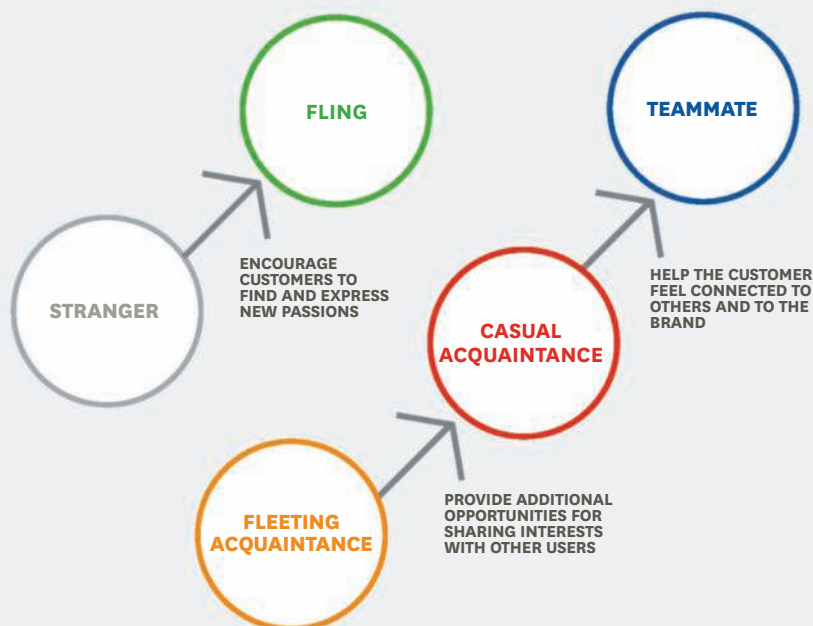 FLING
TEAMMATE
ENCOURAGE
CUSTOMERS TO
FIND AND EXPRESS
NEW PASSIONS
STRANGER
HELP THE CUSTOMER
FEEL CONNECTED TO
OTHERS AND TO THE
BRAND
CASUAL
ACQUAINTANCE
PROVIDE ADDITIONAL
OPPORTUNITIES FOR
SHARING INTERESTS
WITH OTHER USERS
FLEETING
ACQUAINTANCE